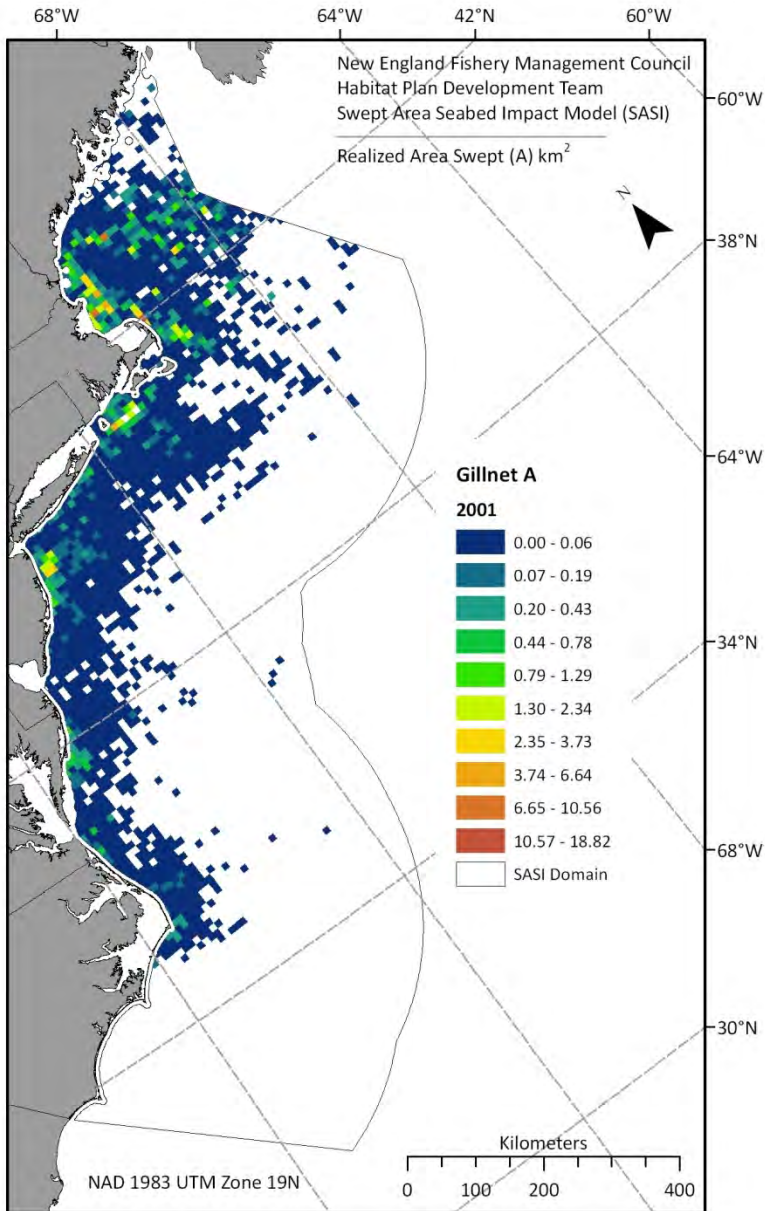 68°W 64°W 42°N 60°W
New England Fishery Management Council
Habitat Plan Development Team
Swept Area Seabed Impact Model (SASI)
Realized Area Swept (A) km²
60°W
N
38°N
64°W
Gillnet A
2001
0.00 - 0.06
0.07 - 0.19
0.20 - 0.43
0.44 - 0.78
0.79 - 1.29
1.30 - 2.34
2.35 - 3.73
3.74 - 6.64
6.65 - 10.56
10.57 - 18.82
SASI Domain
34°N
68°W
30°N
Kilometers
0 100 200 400
NAD 1983 UTM Zone 19N